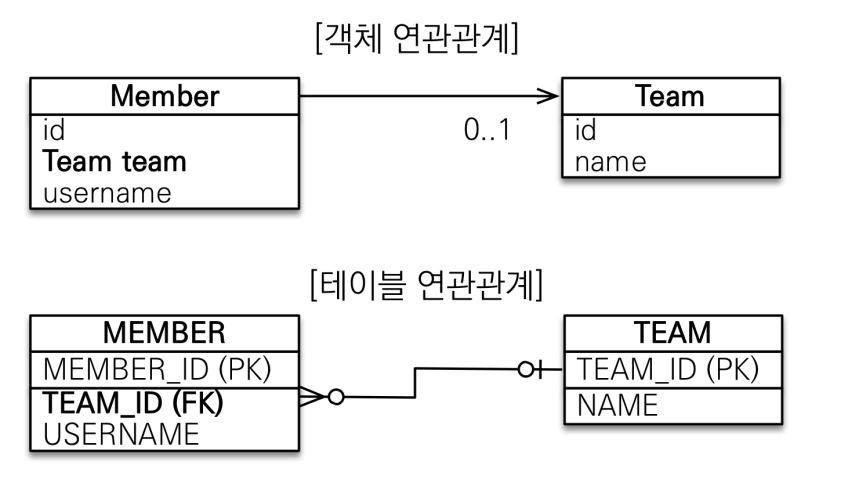 [객체 연관관계]
Member
id
Team team
username
0..1
Team
id
name
[테이블 연관관계]
MEMBER
MEMBER_ID (PK)
TEAM_ID (FK)
USERNAME
TEAM
TEAM_ID (PK)
NAME